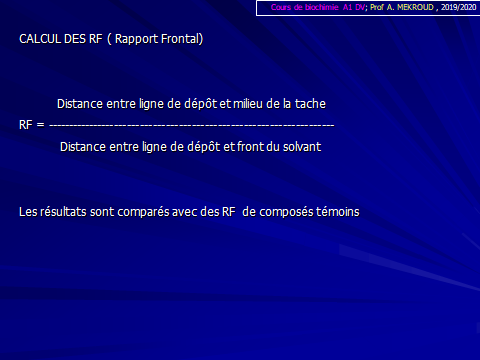 Cours de biochimie A1 DV; Prof A. MEKROUD , 2019/2020
CALCUL DES RF ( Rapport Frontal)
Distance entre ligne de dépôt et milieu de la tache
RF = ------------------------------------------------------------------
Distance entre ligne de dépôt et front du solvant
Les résultats sont comparés avec des RF de composés témoins